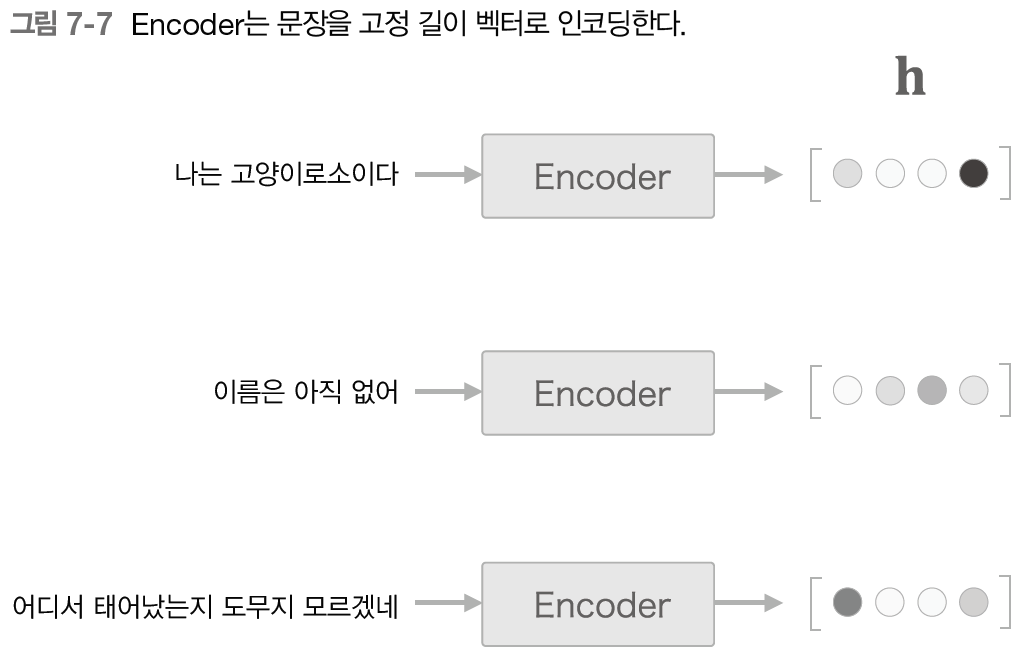 그림 7-7 Encoder는 문장을 고정 길이 벡터로 인코딩한다.
h
나는 고양이로소이다
Encoder
이름은 아직 없어
Encoder
어디서 태어났는지 도무지 모르겠네
Encoder